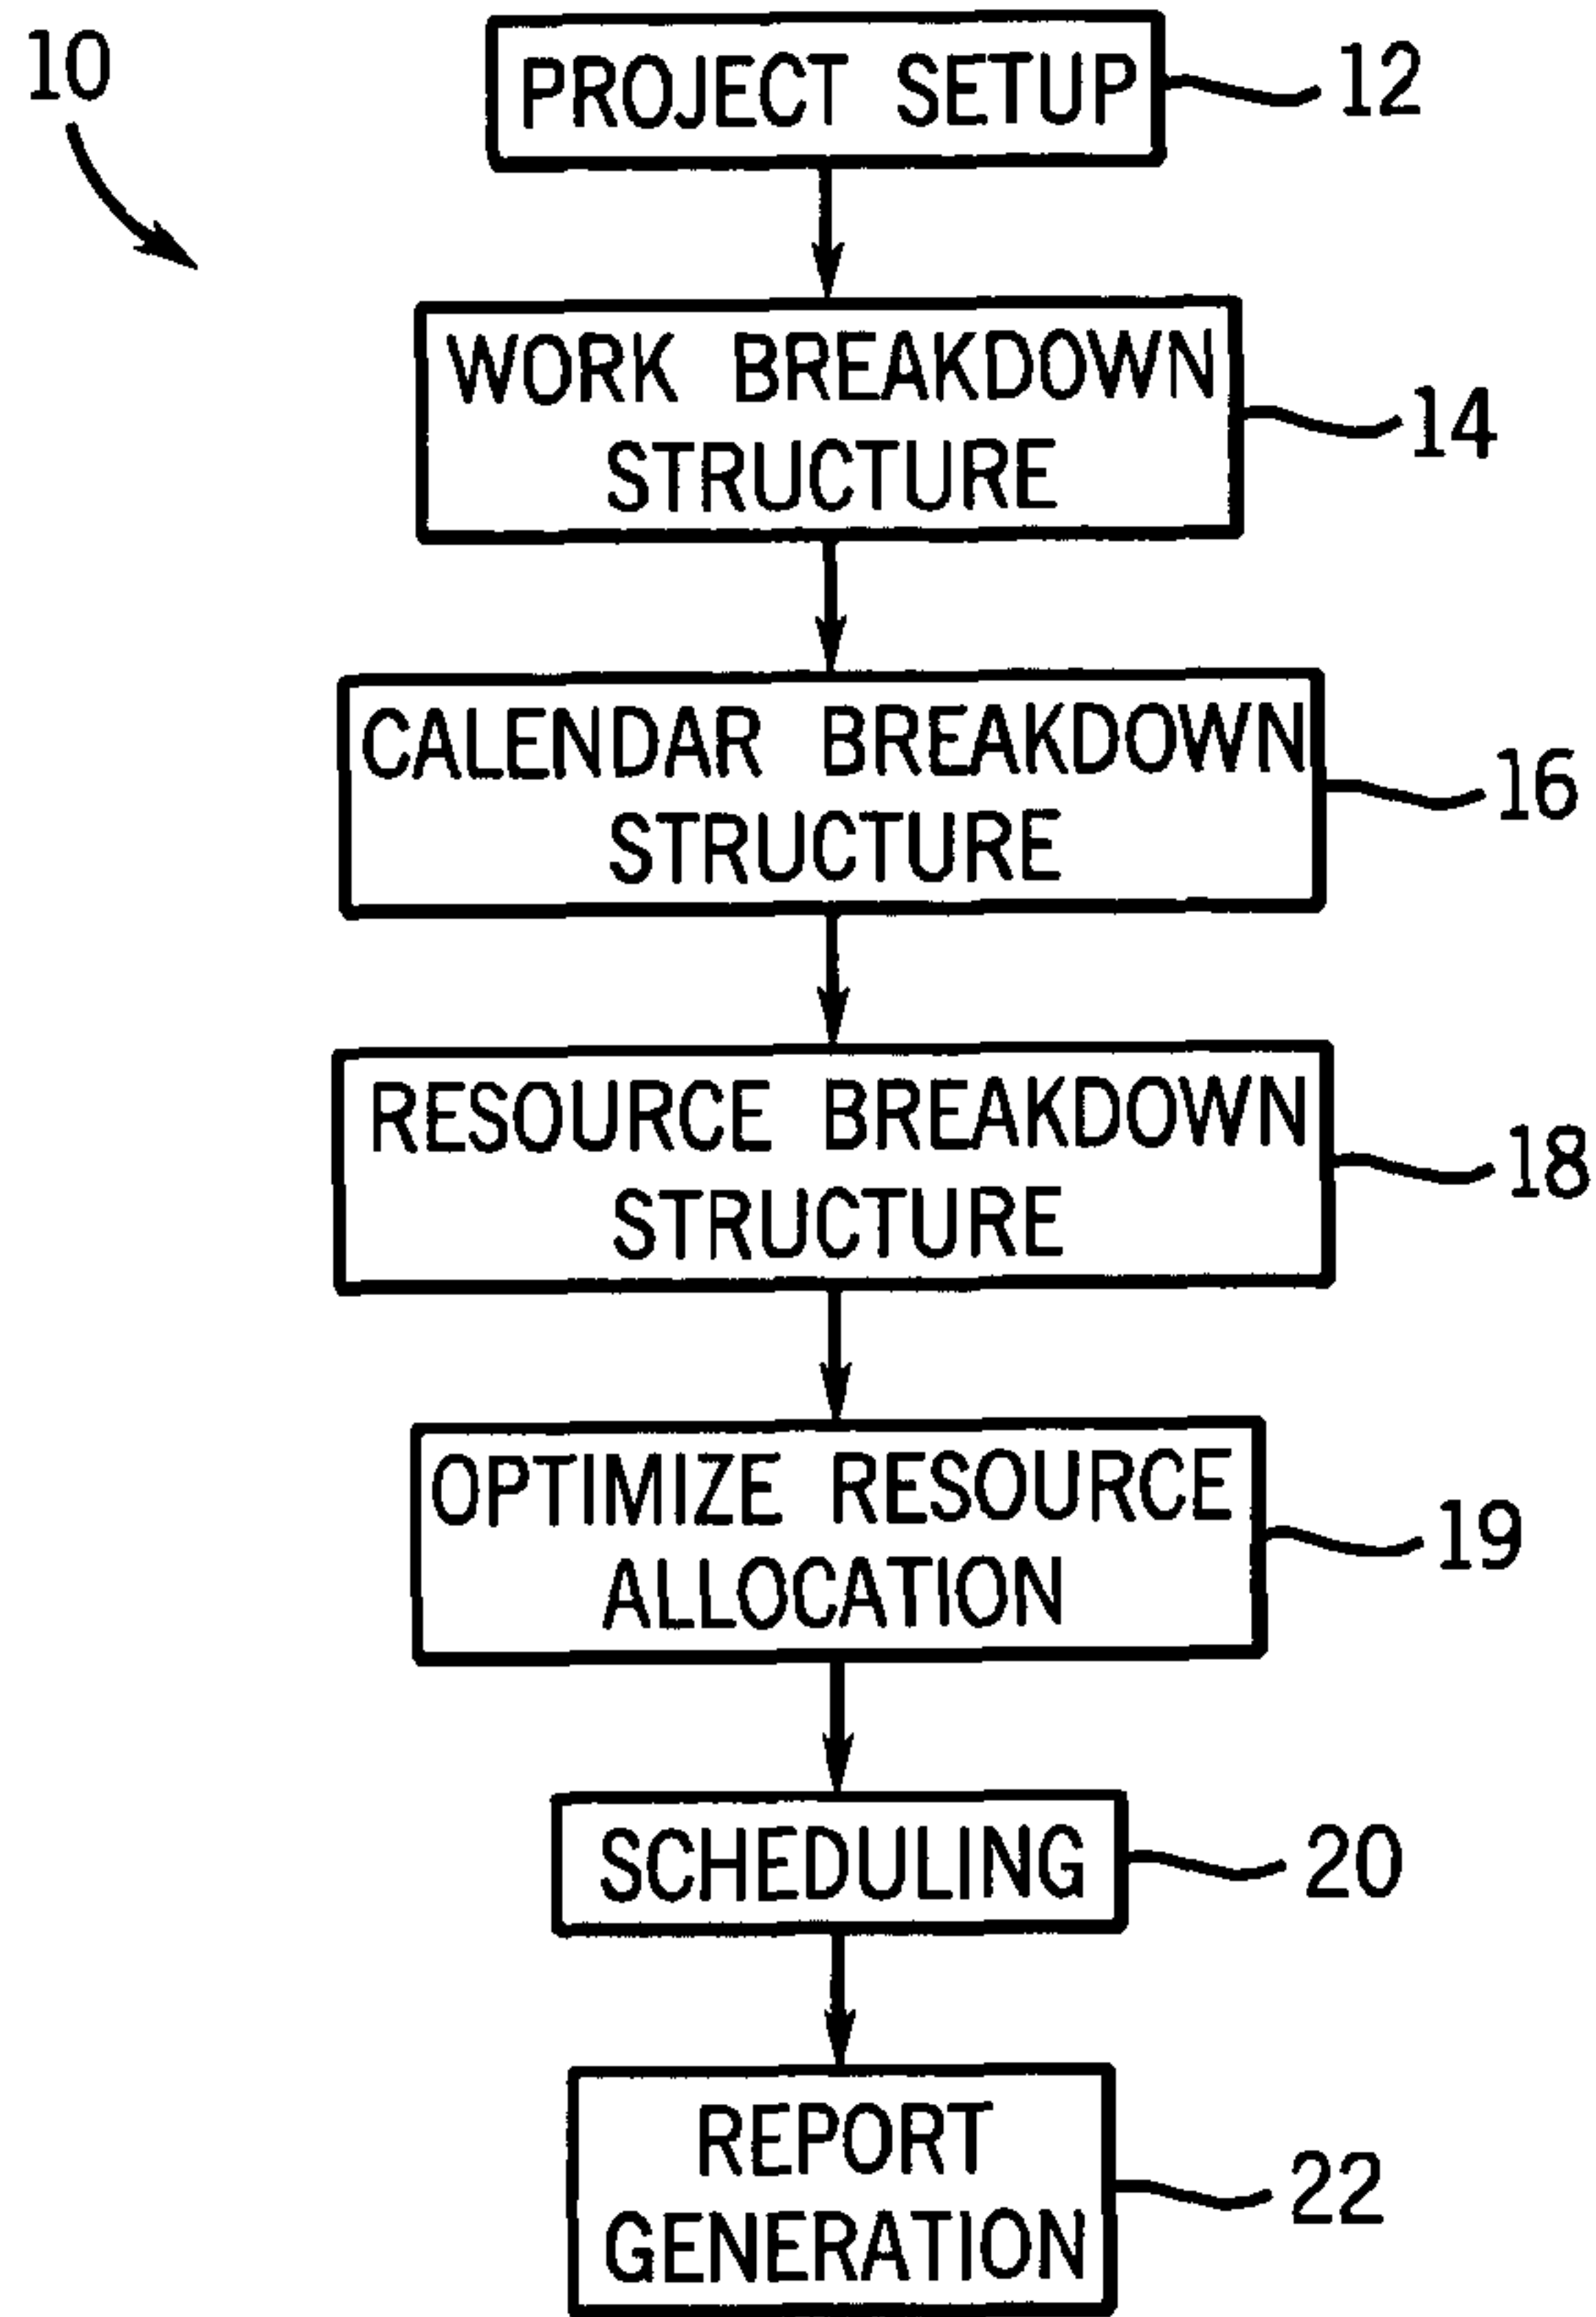 10
PROJECT SETUP
12
WORK BREAKDOWN
STRUCTURE
14
CALENDAR BREAKDOWN
STRUCTURE
16
RESOURCE BREAKDOWN
STRUCTURE
18
OPTIMIZE RESOURCE
ALLOCATION
19
SCHEDULING
20
REPORT
GENERATION
22